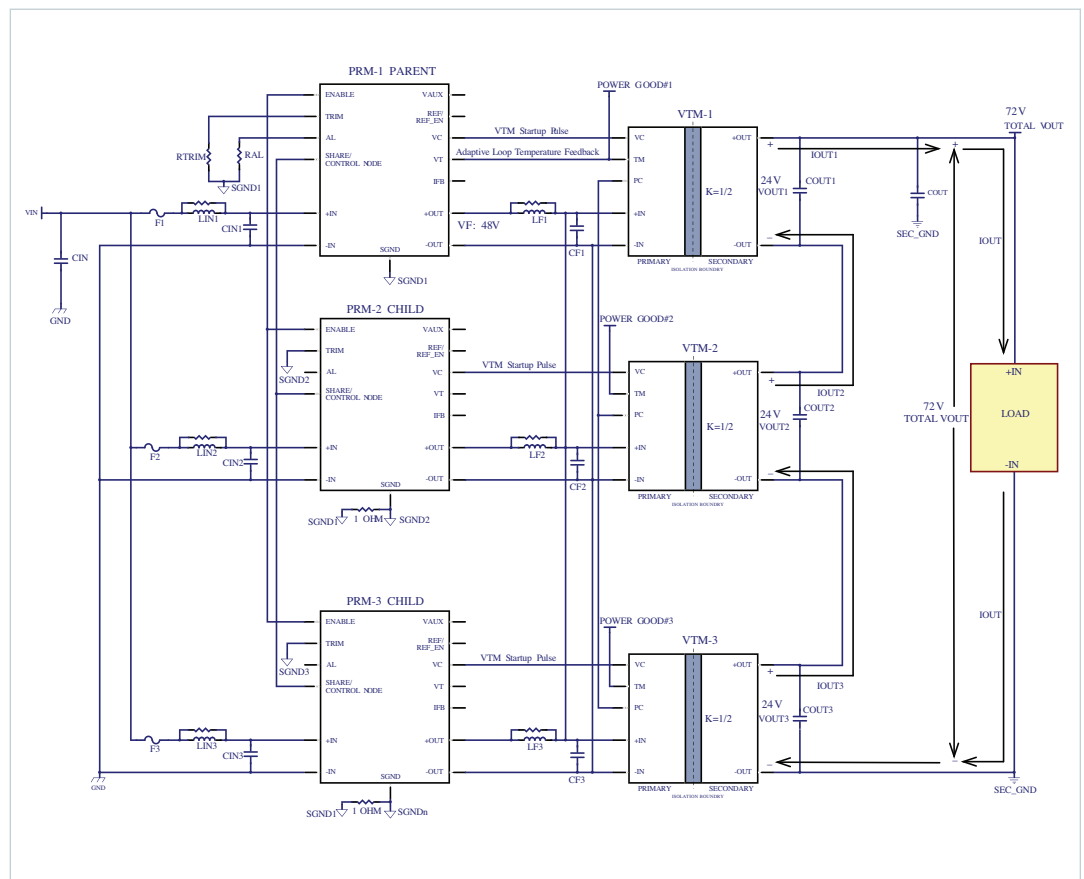 PRM-1 PARENT
ENABLE
TRIM
AL
SHARE/
CONTROL NODE
+IN
-IN
VAUX
REF/
REF_EN
VC
VT
IFB
+OUT
-OUT
SGND
SGND1
RTRIM
RAL
SGND1
VIN
F1
LIN1
CIN1
CIN
GND
VTM Startup Pulse
Adaptive Loop Temperature Feedback
VF: 48V
LF1
CF1
POWER GOOD#1
VTM-1
VC
TM
PC
+IN
-IN
K=1/2
+OUT
-OUT
PRIMARY
SECONDARY
ISOLATION BOUNDRY
+
24 V
VOUT1
COUT1
IOUT1
–
COUT
SEC_GND
72 V
TOTAL VOUT
+
IOUT
PRM-2 CHILD
ENABLE
TRIM
AL
SHARE/
CONTROL NODE
+IN
-IN
VAUX
REF/
REF_EN
VC
VT
IFB
+OUT
-OUT
SGND
SGND2
F2
LIN2
CIN2
SGND1
1 OHM
SGND2
VTM Startup Pulse
LF2
CF2
POWER GOOD#2
VTM-2
VC
TM
PC
+IN
-IN
K=1/2
+OUT
-OUT
PRIMARY
SECONDARY
ISOLATION BOUNDRY
+
24 V
VOUT2
COUT2
IOUT2
–
72 V
TOTAL VOUT
+IN
LOAD
-IN
PRM-3 CHILD
ENABLE
TRIM
AL
SHARE/
CONTROL NODE
+IN
-IN
VAUX
REF/
REF_EN
VC
VT
IFB
+OUT
-OUT
SGND
SGND3
F3
LIN3
CIN3
GND
SGND1
1 OHM
SGNDn
VTM Startup Pulse
LF3
CF3
POWER GOOD#3
VTM-3
VC
TM
PC
+IN
-IN
K=1/2
+OUT
-OUT
PRIMARY
SECONDARY
ISOLATION BOUNDRY
+
24 V
VOUT3
COUT3
IOUT3
–
IOUT
–
SEC_GND